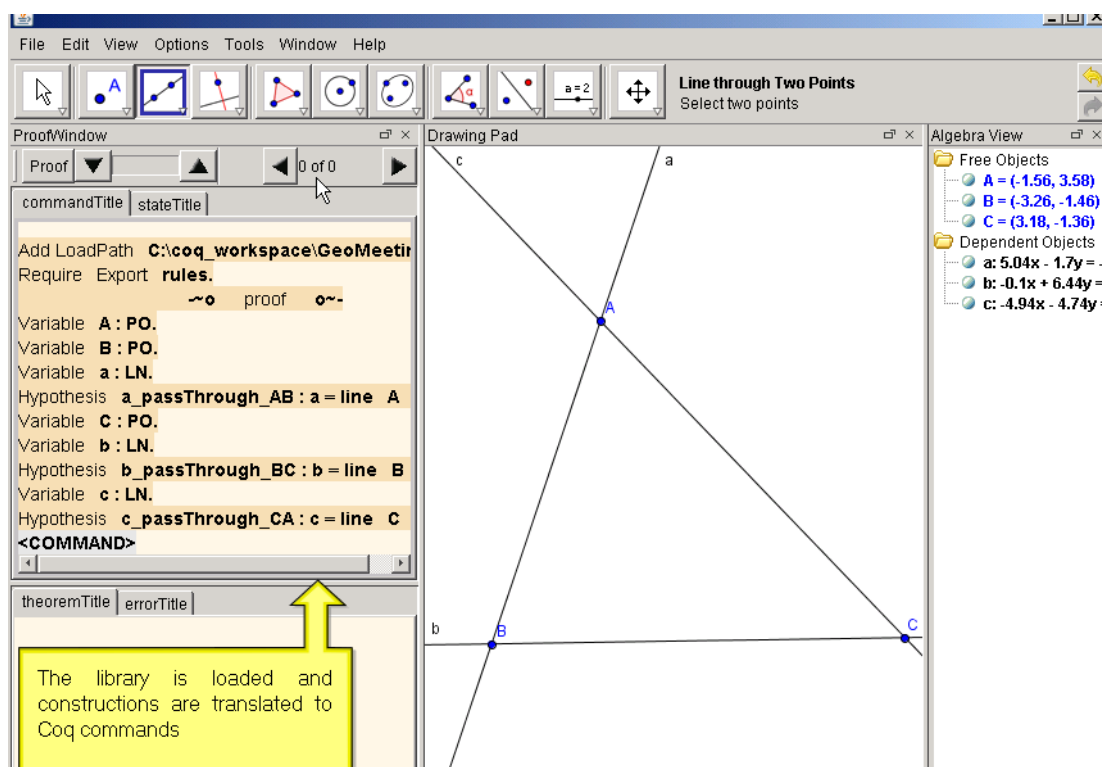 File Edit View Options Tools Window Help
A
α
a=2
Line through Two Points
Select two points
ProofWindow
Proof
0 of 0
commandTitle
stateTitle
Add LoadPath C:\coq_workspace\GeoMeetin
Require Export rules.
-~o proof o~-
Variable A : PO.
Variable B : PO.
Variable a : LN.
Hypothesis a_passThrough_AB : a = line A
Variable C : PO.
Variable b : LN.
Hypothesis b_passThrough_BC : b = line B
Variable c : LN.
Hypothesis c_passThrough_CA : c = line C
<COMMAND>
theoremTitle
errorTitle
The library is loaded and
constructions are translated to
Coq commands
Drawing Pad
c
a
A
b
B
C
Algebra View
Free Objects
A = (-1.56, 3.58)
B = (-3.26, -1.46)
C = (3.18, -1.36)
Dependent Objects
a: 5.04x - 1.7y = -
b: -0.1x + 6.44y =
c: -4.94x - 4.74y =